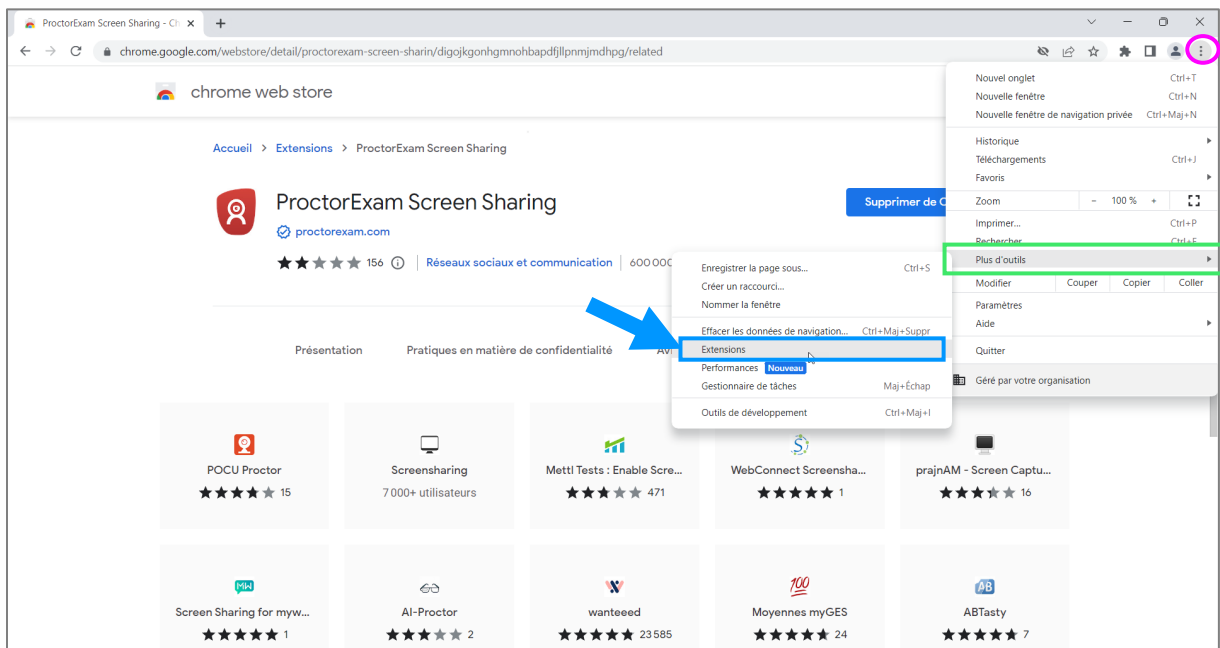 ProctorExam Screen Sharing - Ch
chrome.google.com/webstore/detail/proctorexam-screen-sharin/digojkgonhgmnohbapdfjllpnmjmdhpg/related
chrome web store
Accueil > Extensions > ProctorExam Screen Sharing
ProctorExam Screen Sharing
Supprimer de C
proctorexam.com
156
Réseaux sociaux et communication
600 000
Présentation
Pratiques en matière de confidentialité
Av
Nouvel onglet Ctrl+T
Nouvelle fenêtre Ctrl+N
Nouvelle fenêtre de navigation privée Ctrl+Maj+N
Historique
Téléchargements Ctrl+J
Favoris
Zoom - 100 % +
Imprimer... Ctrl+P
Rechercher... Ctrl+F
Plus d'outils
Modifier Couper Copier Coller
Paramètres
Aide
Quitter
Géré par votre organisation
Enregistrer la page sous... Ctrl+S
Créer un raccourci...
Nommer la fenêtre
Effacer les données de navigation... Ctrl+Maj+Suppr
Extensions
Performances Nouveau
Gestionnaire de tâches Maj+Échap
Outils de développement Ctrl+Maj+I
POCU Proctor
15
Screensharing
7 000+ utilisateurs
Mettl Tests : Enable Scre...
471
WebConnect Screensha...
1
prajnAM - Screen Captu...
16
MW
Screen Sharing for myw...
1
AI-Proctor
2
wanteeed
23 585
100
Moyennes myGES
24
AB
ABTasty
7